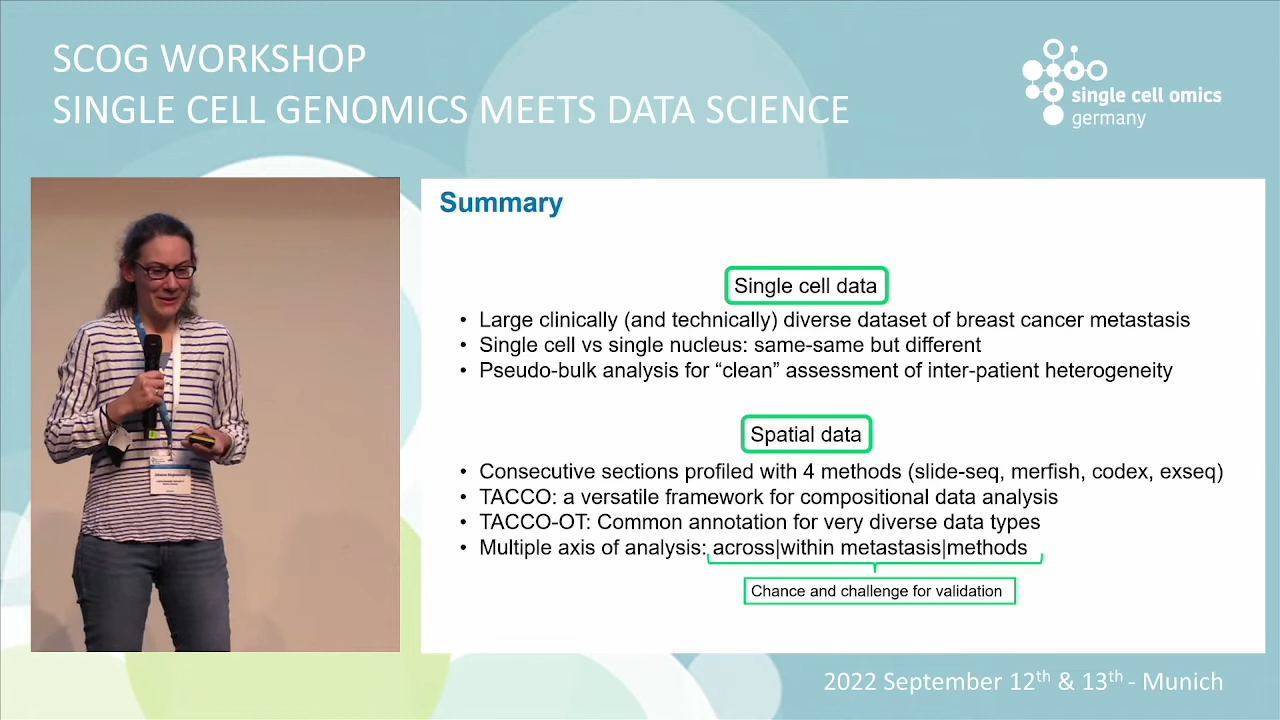 SCOG WORKSHOP
SINGLE CELL GENOMICS MEETS DATA SCIENCE
single cell omics
germany
Summary
Single cell data
• Large clinically (and technically) diverse dataset of breast cancer metastasis
• Single cell vs single nucleus: same-same but different
• Pseudo-bulk analysis for “clean” assessment of inter-patient heterogeneity
Spatial data
• Consecutive sections profiled with 4 methods (slide-seq, merfish, codex, exseq)
• TACCO: a versatile framework for compositional data analysis
• TACCO-OT: Common annotation for very diverse data types
• Multiple axis of analysis: across|within metastasis|methods
Chance and challenge for validation
2022 September 12th & 13th - Munich